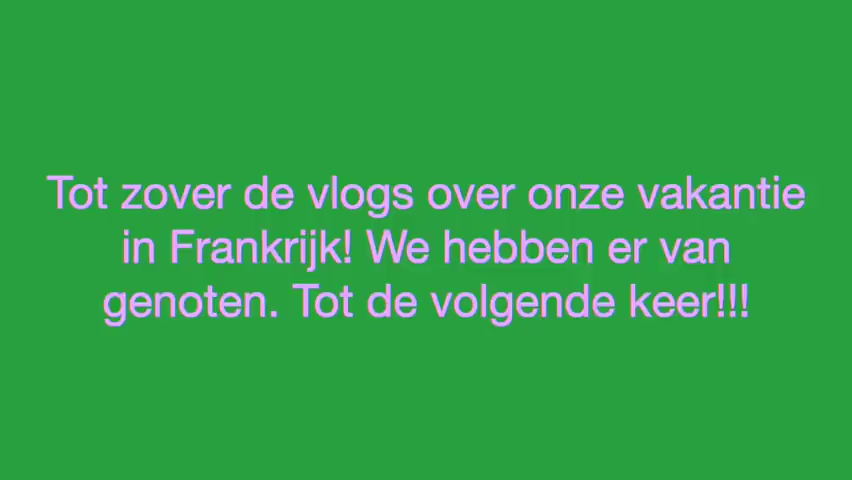 Tot zover de vlogs over onze vakantie
in Frankrijk! We hebben er van
genoten. Tot de volgende keer!!!